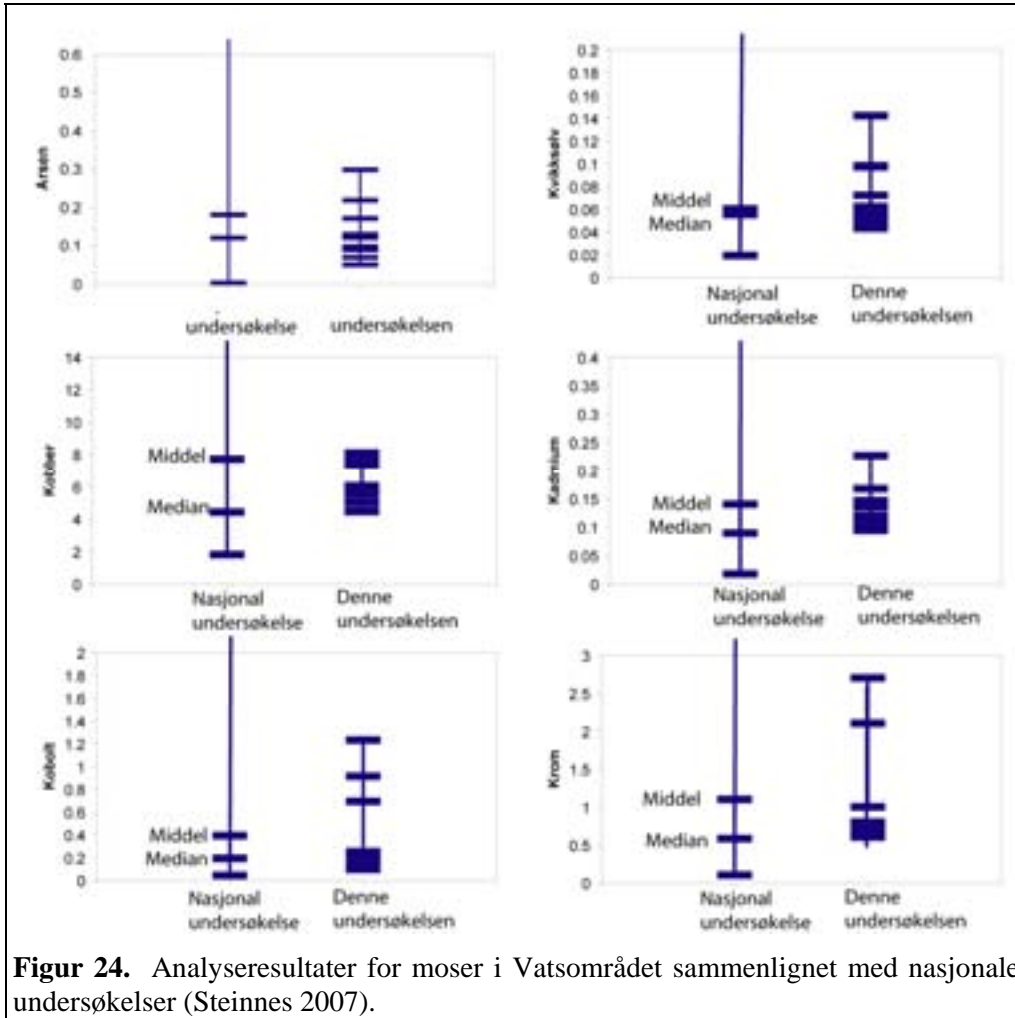 Arsen
0.6
0.5
0.4
0.3
0.2
0.1
0
undersøkelse
undersøkelsen
Kvikksølv
0.2
0.18
0.16
0.14
0.12
0.1
0.08
0.06
0.04
0.02
0
Middel
Median
Nasjonal
undersøkelse
Denne
undersøkelsen
Kobber
14
12
10
8
6
4
2
0
Middel
Median
Nasjonal
undersøkelse
Denne
undersøkelsen
Kadmium
0.4
0.35
0.3
0.25
0.2
0.15
0.1
0.05
0
Middel
Median
Nasjonal
undersøkelse
Denne
undersøkelsen
Kobolt
2
1.8
1.6
1.4
1.2
1
0.8
0.6
0.4
0.2
0
Middel
Median
Nasjonal
undersøkelse
Denne
undersøkelsen
Krom
3
2.5
2
1.5
1
0.5
0
Middel
Median
Nasjonal
undersøkelse
Denne
undersøkelsen
Figur 24. Analyseresultater for moser i Vatsområdet sammenlignet med nasjonale
undersøkelser (Steinnes 2007).